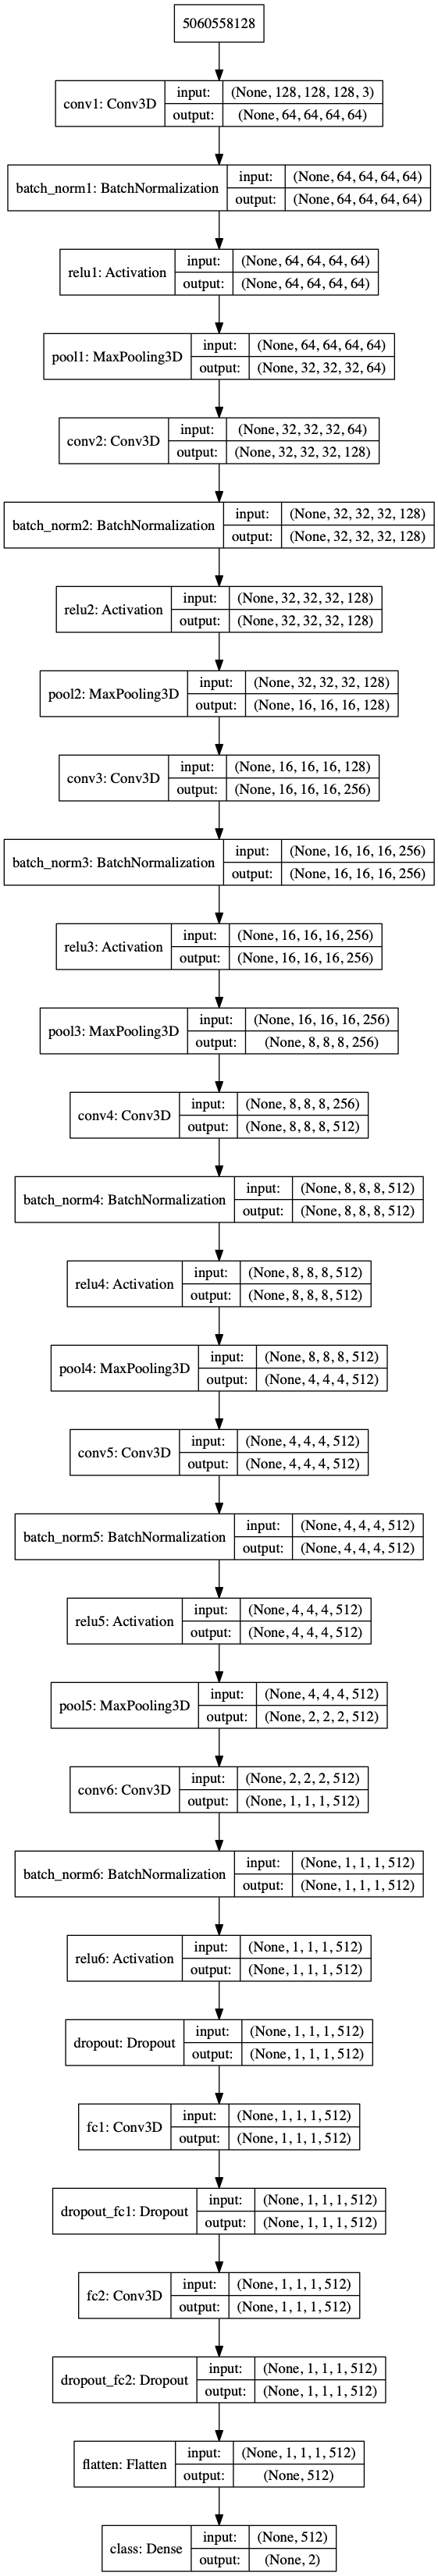 5060558128
conv1: Conv3D
input: (None, 128, 128, 128, 3)
output: (None, 64, 64, 64, 64)
batch_norm1: BatchNormalization
input: (None, 64, 64, 64, 64)
output: (None, 64, 64, 64, 64)
relu1: Activation
input: (None, 64, 64, 64, 64)
output: (None, 64, 64, 64, 64)
pool1: MaxPooling3D
input: (None, 64, 64, 64, 64)
output: (None, 32, 32, 32, 64)
conv2: Conv3D
input: (None, 32, 32, 32, 64)
output: (None, 32, 32, 32, 128)
batch_norm2: BatchNormalization
input: (None, 32, 32, 32, 128)
output: (None, 32, 32, 32, 128)
relu2: Activation
input: (None, 32, 32, 32, 128)
output: (None, 32, 32, 32, 128)
pool2: MaxPooling3D
input: (None, 32, 32, 32, 128)
output: (None, 16, 16, 16, 128)
conv3: Conv3D
input: (None, 16, 16, 16, 128)
output: (None, 16, 16, 16, 256)
batch_norm3: BatchNormalization
input: (None, 16, 16, 16, 256)
output: (None, 16, 16, 16, 256)
relu3: Activation
input: (None, 16, 16, 16, 256)
output: (None, 16, 16, 16, 256)
pool3: MaxPooling3D
input: (None, 16, 16, 16, 256)
output: (None, 8, 8, 8, 256)
conv4: Conv3D
input: (None, 8, 8, 8, 256)
output: (None, 8, 8, 8, 512)
batch_norm4: BatchNormalization
input: (None, 8, 8, 8, 512)
output: (None, 8, 8, 8, 512)
relu4: Activation
input: (None, 8, 8, 8, 512)
output: (None, 8, 8, 8, 512)
pool4: MaxPooling3D
input: (None, 8, 8, 8, 512)
output: (None, 4, 4, 4, 512)
conv5: Conv3D
input: (None, 4, 4, 4, 512)
output: (None, 4, 4, 4, 512)
batch_norm5: BatchNormalization
input: (None, 4, 4, 4, 512)
output: (None, 4, 4, 4, 512)
relu5: Activation
input: (None, 4, 4, 4, 512)
output: (None, 4, 4, 4, 512)
pool5: MaxPooling3D
input: (None, 4, 4, 4, 512)
output: (None, 2, 2, 2, 512)
conv6: Conv3D
input: (None, 2, 2, 2, 512)
output: (None, 1, 1, 1, 512)
batch_norm6: BatchNormalization
input: (None, 1, 1, 1, 512)
output: (None, 1, 1, 1, 512)
relu6: Activation
input: (None, 1, 1, 1, 512)
output: (None, 1, 1, 1, 512)
dropout: Dropout
input: (None, 1, 1, 1, 512)
output: (None, 1, 1, 1, 512)
fc1: Conv3D
input: (None, 1, 1, 1, 512)
output: (None, 1, 1, 1, 512)
dropout_fc1: Dropout
input: (None, 1, 1, 1, 512)
output: (None, 1, 1, 1, 512)
fc2: Conv3D
input: (None, 1, 1, 1, 512)
output: (None, 1, 1, 1, 512)
dropout_fc2: Dropout
input: (None, 1, 1, 1, 512)
output: (None, 1, 1, 1, 512)
flatten: Flatten
input: (None, 1, 1, 1, 512)
output: (None, 512)
class: Dense
input: (None, 512)
output: (None, 2)